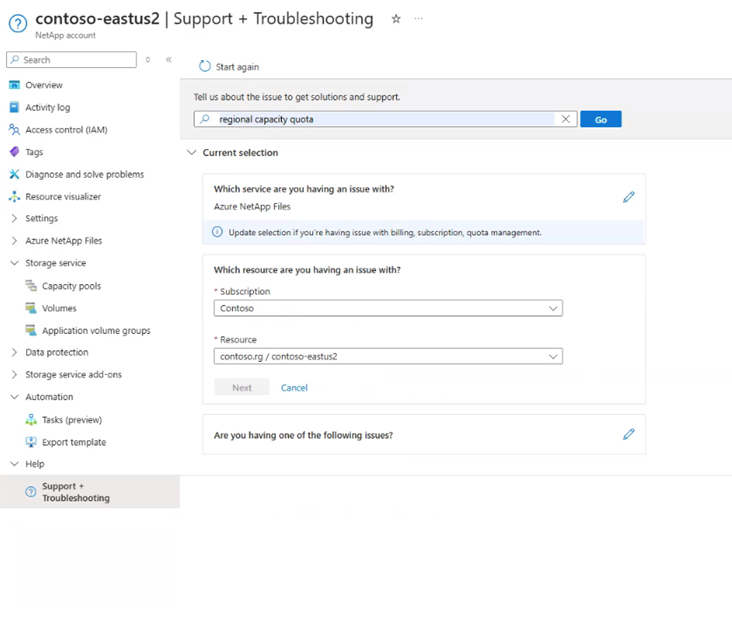 contoso-eastus2 | Support + Troubleshooting
NetApp account
Search
Overview
Activity log
Access control (IAM)
Tags
Diagnose and solve problems
Resource visualizer
Settings
Azure NetApp Files
Storage service
Capacity pools
Volumes
Application volume groups
Data protection
Storage service add-ons
Automation
Tasks (preview)
Export template
Help
Support +
Troubleshooting
Start again
Tell us about the issue to get solutions and support.
regional capacity quota
Go
Current selection
Which service are you having an issue with?
Azure NetApp Files
Update selection if you're having issue with billing, subscription, quota management.
Which resource are you having an issue with?
* Subscription
Contoso
* Resource
contoso.rg / contoso-eastus2
Next Cancel
Are you having one of the following issues?